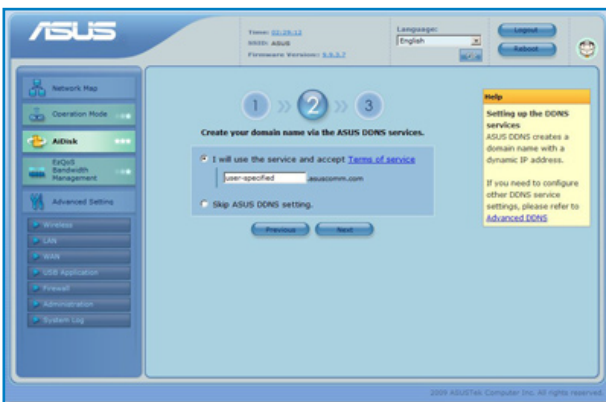 ASUS
Time: 02:29:12
SSID: ASUS
Firmware Version:
Language:
English
Logout
Reboot
Network Map
Operation Mode
AiDisk
EzQoS
Bandwidth
Management
Advanced Setting
Wireless
LAN
WAN
USB Application
Firewall
Administration
System Log
1 » 2 » 3
Create your domain name via the ASUS DDNS services.
I will use the service and accept Terms of service
user-specified .asuscomm.com
Skip ASUS DDNS setting.
Previous
Next
Help
Setting up the DDNS
services
ASUS DDNS creates a
domain name with a
dynamic IP address.
If you need to configure
other DDNS service
settings, please refer to
Advanced DDNS
2009 ASUSTek Computer Inc. All rights reserved.